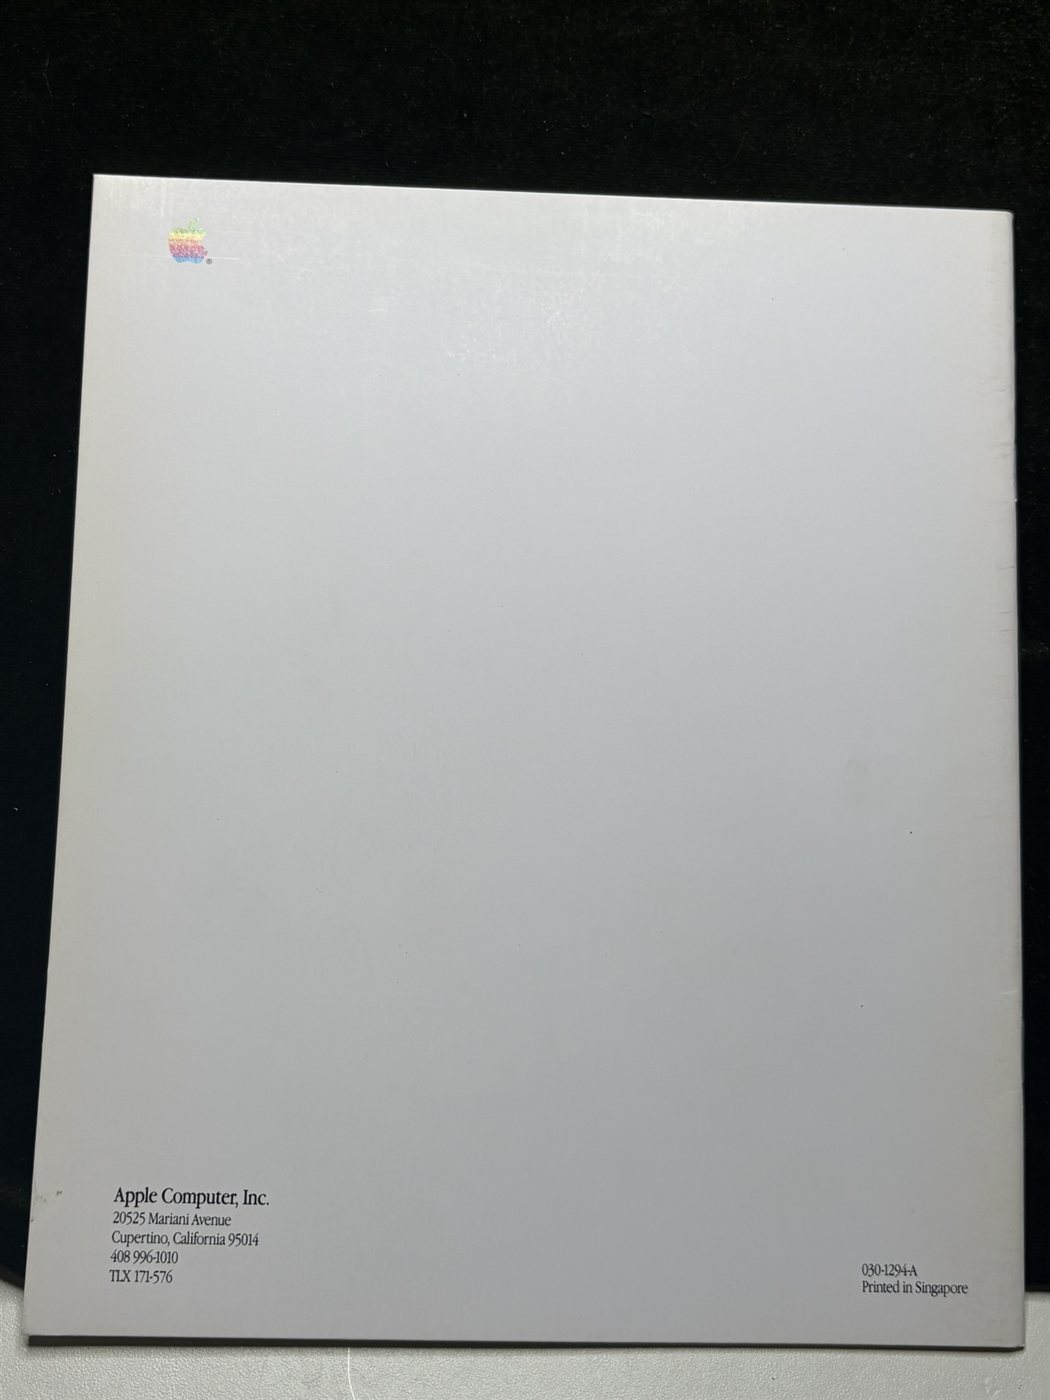 ®
Apple Computer, Inc.
20525 Mariani Avenue
Cupertino, California 95014
408 996-1010
TLX 171-576
030-1294-A
Printed in Singapore